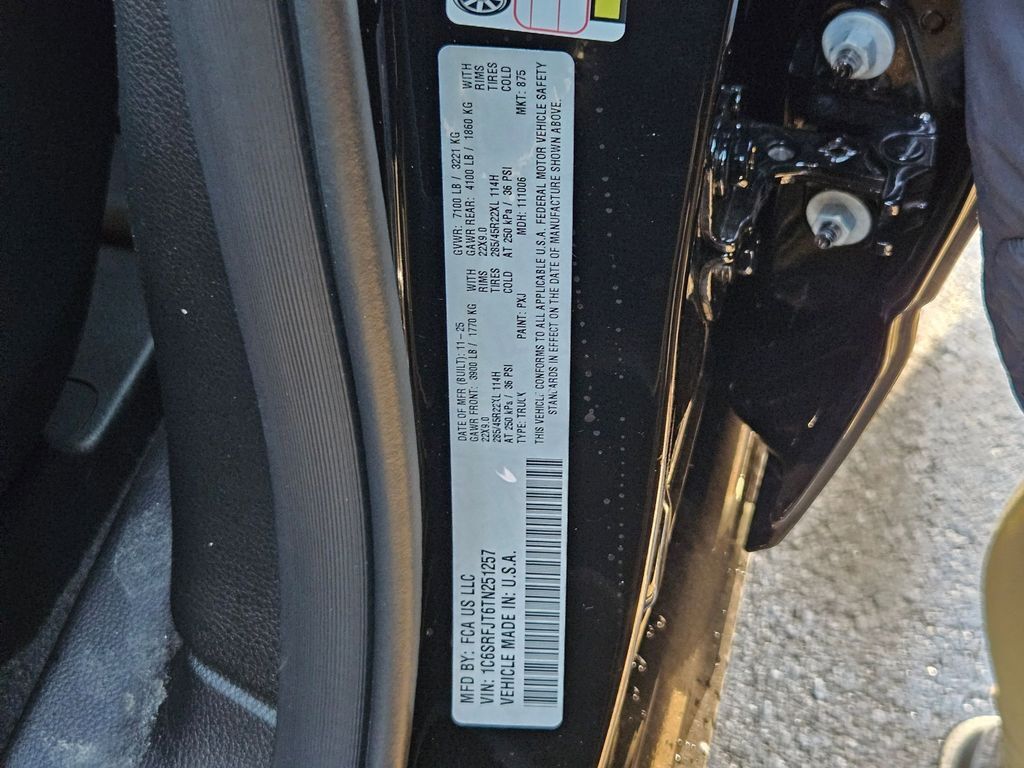 MFD BY: FCA US LLC
VIN: 1C6SRFJT6TN251257
VEHICLE MADE IN: U.S.A.
DATE OF MFR (BUILT): 11-25 GVWR: 7100 LB / 3221 KG
GAWR FRONT: 3900 LB / 1770 KG WITH GAWR REAR: 4100 LB / 1860 KG WITH
22X9.0 RIMS 22X9.0 RIMS
285/45R22XL 114H TIRES 285/45R22XL 114H TIRES
AT 250 kPa / 36 PSI COLD AT 250 kPa / 36 PSI COLD
TYPE: TRUCK PAINT: PXJ MDH: 111006 MKT: 875
THIS VEHICLE CONFORMS TO ALL APPLICABLE U.S.A. FEDERAL MOTOR VEHICLE SAFETY
STANDARDS IN EFFECT ON THE DATE OF MANUFACTURE SHOWN ABOVE.